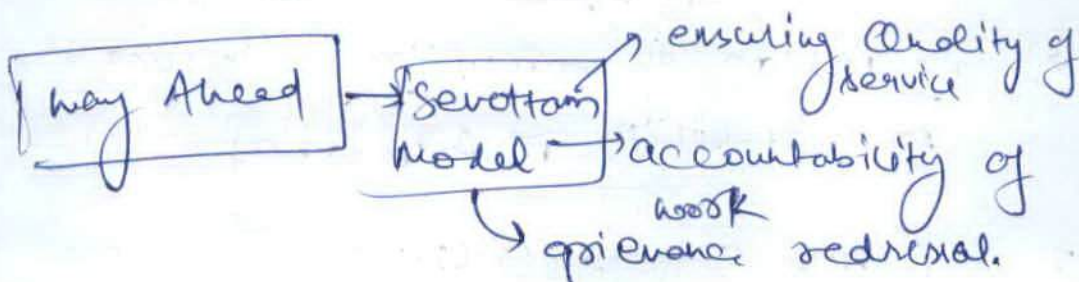 way Ahead
Sevottam
Model
ensuring Quality of
service
accountability of
work
grievance redressal.